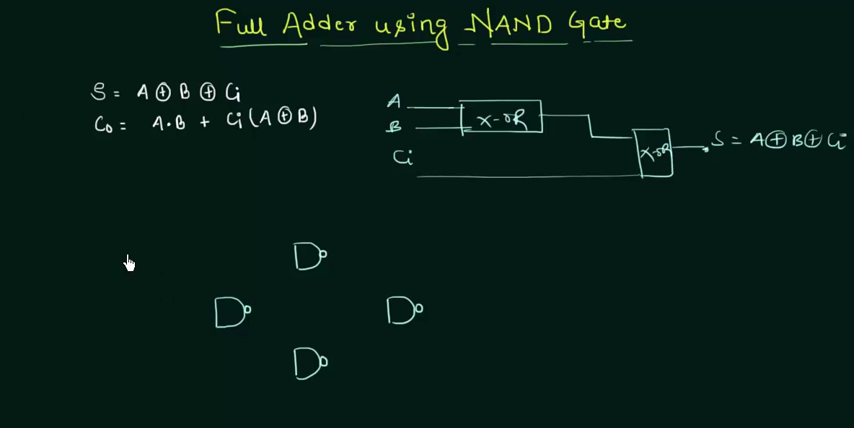 Full Adder using NAND Gate
S = A ⊕ B ⊕ Ci
Co = A·B + Ci (A ⊕ B)
A
B
Ci
X-OR
X-OR
S = A⊕B⊕Ci